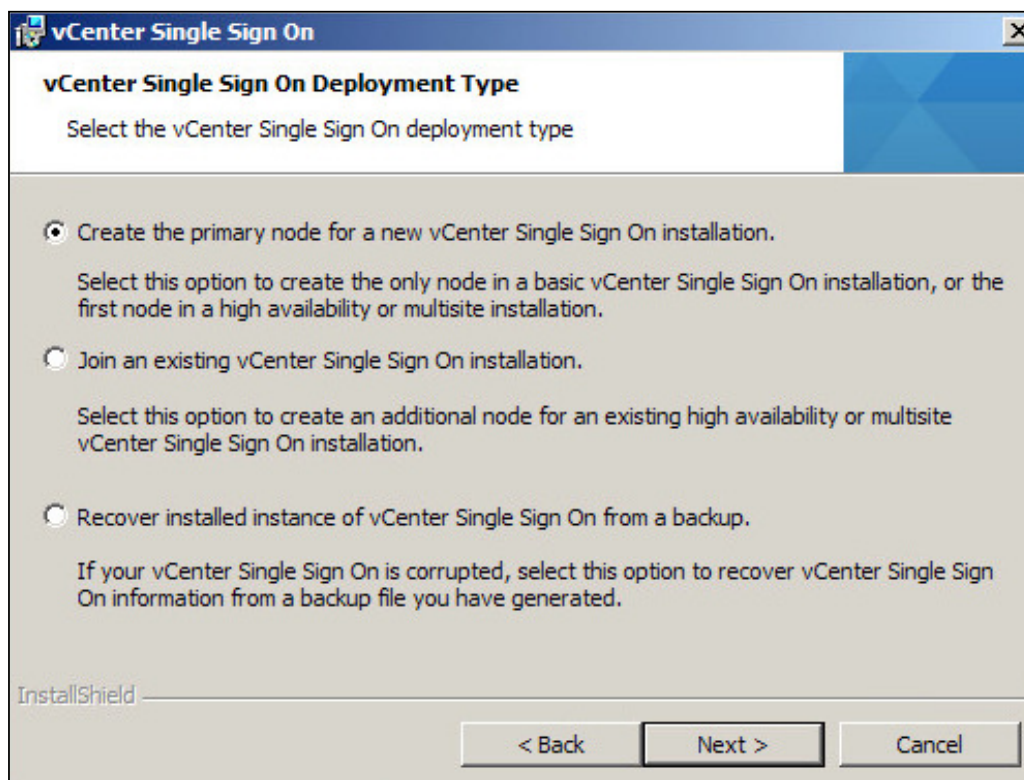 vCenter Single Sign On
vCenter Single Sign On Deployment Type
Select the vCenter Single Sign On deployment type
Create the primary node for a new vCenter Single Sign On installation.
Select this option to create the only node in a basic vCenter Single Sign On installation, or the
first node in a high availability or multisite installation.
Join an existing vCenter Single Sign On installation.
Select this option to create an additional node for an existing high availability or multisite
vCenter Single Sign On installation.
Recover installed instance of vCenter Single Sign On from a backup.
If your vCenter Single Sign On is corrupted, select this option to recover vCenter Single Sign
On information from a backup file you have generated.
InstallShield
< Back Next > Cancel